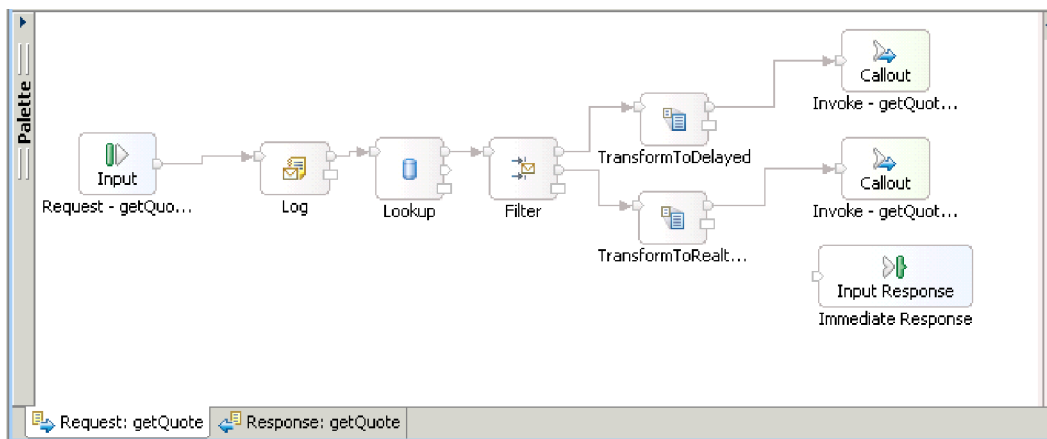 Palette
Callout
Invoke - getQuot...
TransformToDelayed
Input
Request - getQuo...
Log
Lookup
Filter
Callout
Invoke - getQuot...
TransformToRealt...
Input Response
Immediate Response
Request: getQuote
Response: getQuote